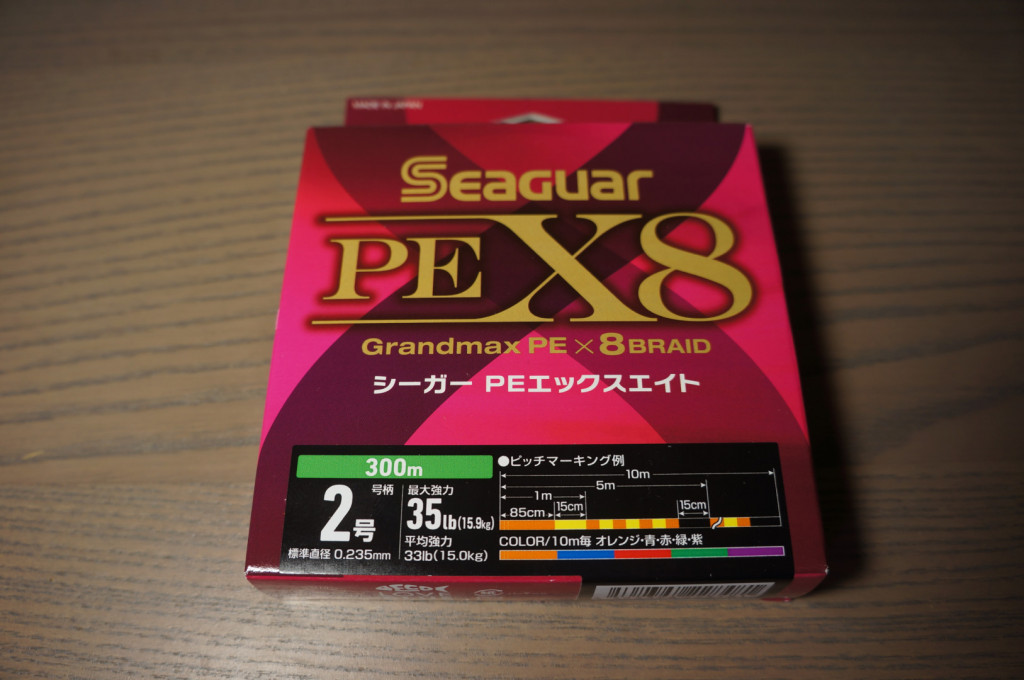 MADE IN JAPAN
SEAGUAR
PE X8
Grandmax PE×8BRAID
シーガー PEエックスエイト
300m
号柄
2号
標準直径 0.235mm
最大強力
35lb(15.9kg)
平均強力
33lb(15.0kg)
●ピッチマーキング例
10m
5m
1m
85cm
15cm
15cm
COLOR/10m毎 オレンジ・青・赤・緑・紫